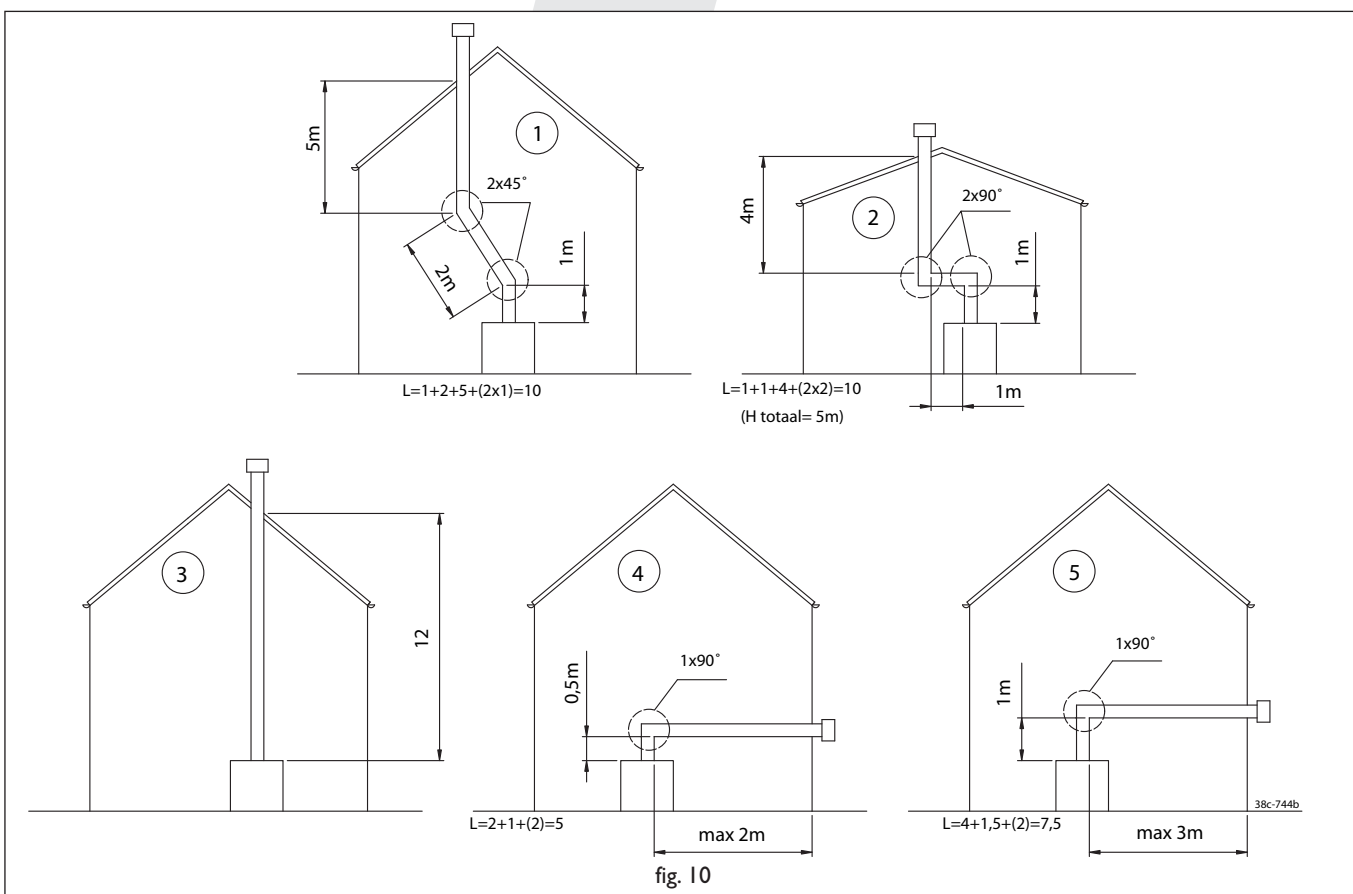 5m
1
2x45°
2m
1m
L=1+2+5+(2x1)=10
4m
2
2x90°
1m
L=1+1+4+(2x2)=10
(H totaal= 5m)
1m
3
12
4
0,5m
1x90°
L=2+1+(2)=5
max 2m
5
1m
1x90°
L=4+1,5+(2)=7,5
max 3m
38c-744b
fig. 10